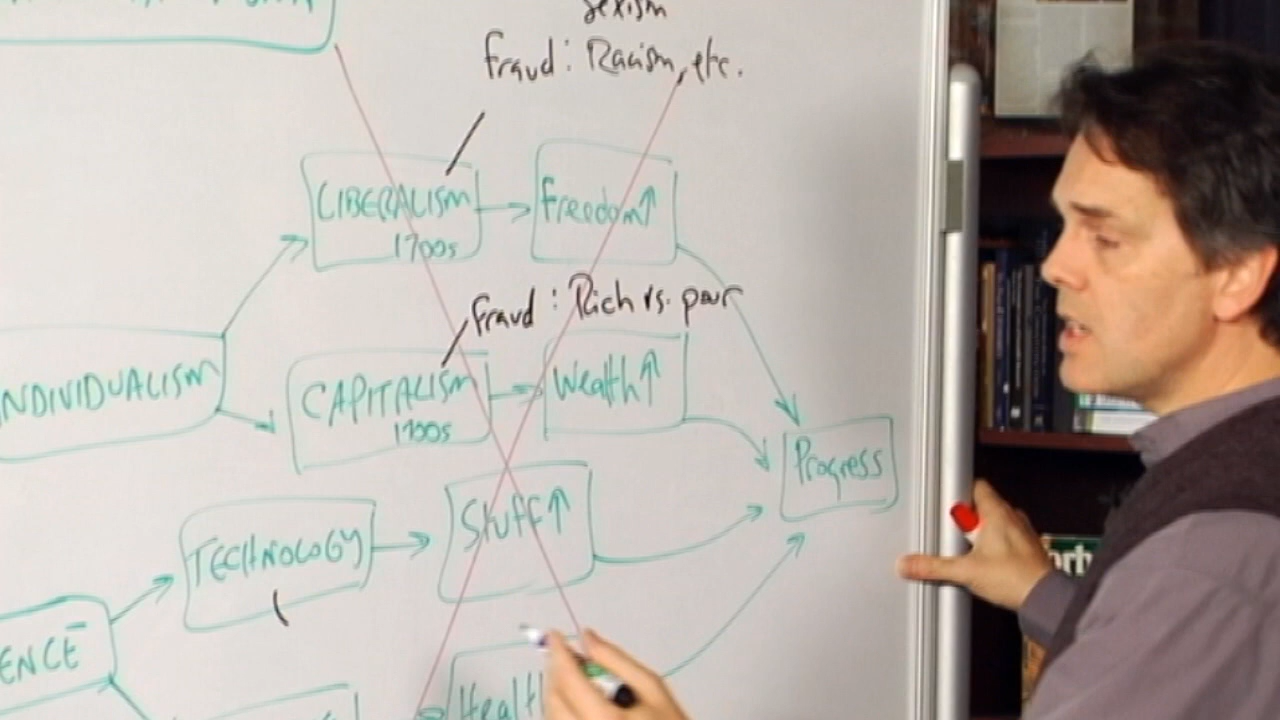 sexism
fraud: Racism, etc.
LIBERALISM
1700s
Freedom↑
fraud: Rich vs. poor
INDIVIDUALISM
CAPITALISM
1700s
Wealth↑
Progress
Stuff↑
TECHNOLOGY
ENCE
Health